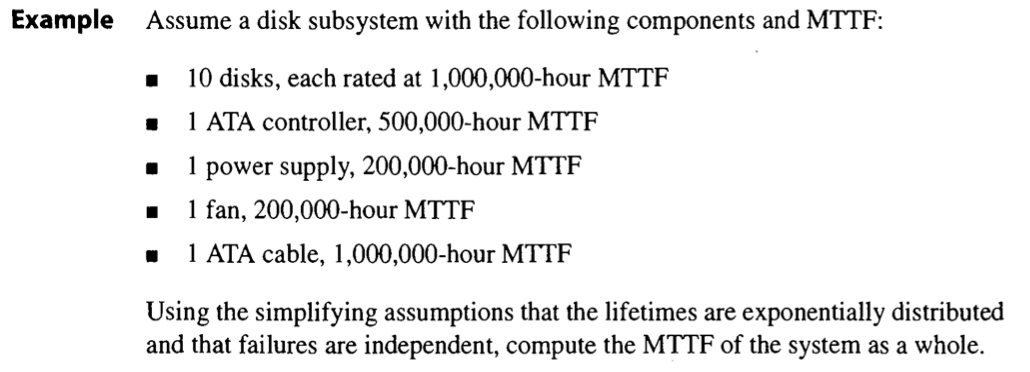 Example Assume a disk subsystem with the following components and MTTF:
■ 10 disks, each rated at 1,000,000-hour MTTF
■ 1 ATA controller, 500,000-hour MTTF
■ 1 power supply, 200,000-hour MTTF
■ 1 fan, 200,000-hour MTTF
■ 1 ATA cable, 1,000,000-hour MTTF
Using the simplifying assumptions that the lifetimes are exponentially distributed
and that failures are independent, compute the MTTF of the system as a whole.